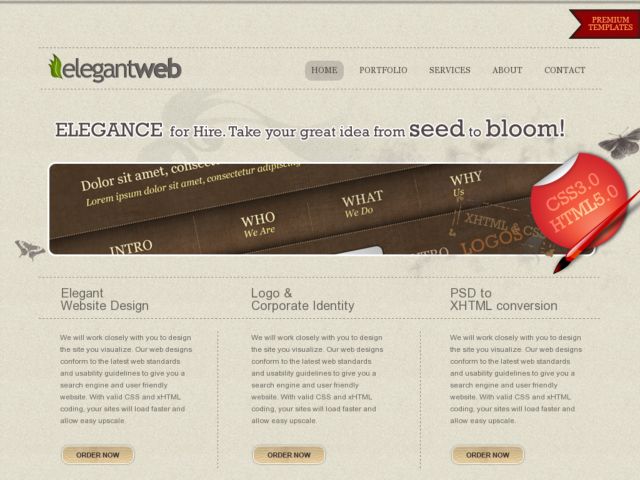 PREMIUM
TEMPLATES
elegantweb
HOME
PORTFOLIO
SERVICES
ABOUT
CONTACT
ELEGANCE for Hire. Take your great idea from seed to bloom!
Dolor sit amet, consectetur
Lorem ipsum dolor sit amet, consectetur adipiscing
INTRO
WHO
We Are
WHAT
We Do
WHY
Us
XHTML & CSS
LOGOS
CSS3.0
HTML5.0
Elegant
Website Design
We will work closely with you to design
the site you visualize. Our web designs
conform to the latest web standards
and usability guidelines to give you a
search engine and user friendly
website. With valid CSS and xHTML
coding, your sites will load faster and
allow easy upscale
ORDER NOW
Logo &
Corporate Identity
We will work closely with you to design
the site you visualize. Our web designs
conform to the latest web standards
and usability guidelines to give you a
search engine and user friendly
website. With valid CSS and xHTML
coding, your sites will load faster and
allow easy upscale
ORDER NOW
PSD to
XHTML conversion
We will work closely with you to design
the site you visualize. Our web designs
conform to the latest web standards
and usability guidelines to give you a
search engine and user friendly
website. With valid CSS and xHTML
coding, your sites will load faster and
allow easy upscale
ORDER NOW